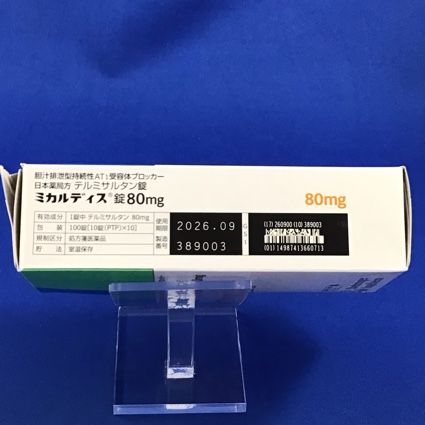 胆汁排泄型持続性AT₁受容体ブロッカー
日本薬局方 テルミサルタン錠
ミカルディス®錠80mg
80mg
有効成分 1錠中 テルミサルタン 80mg
包装 100錠[10錠(PTP)×10]
規制区分 処方箋医薬品
貯法 室温保存
使用期限 2026.09
製造番号 389003
051
(17) 260900 (10) 389003
(01) 14987413660713